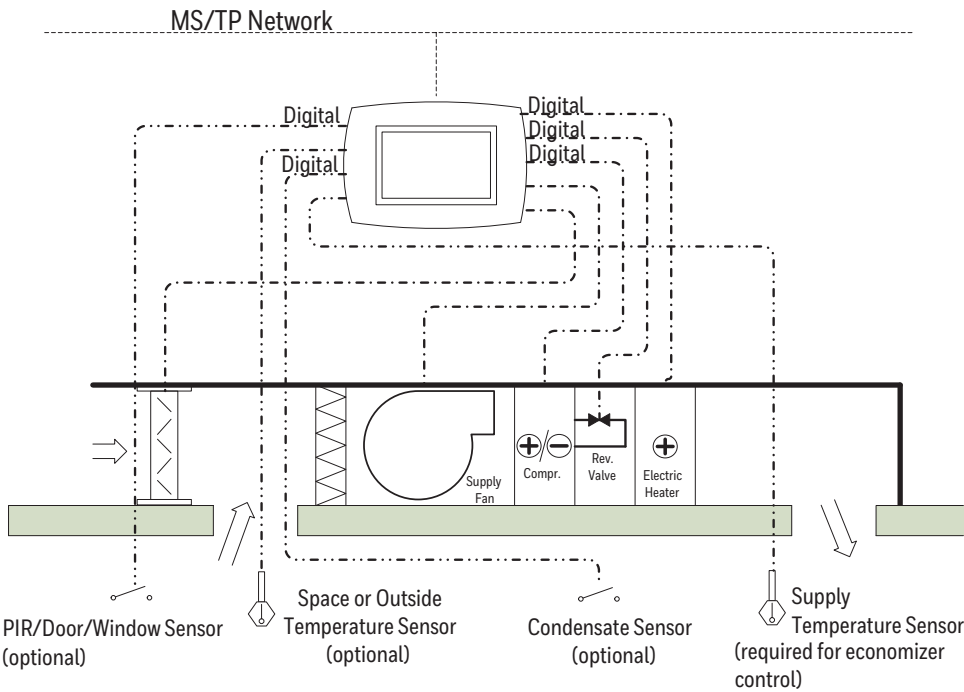 MS/TP Network
Digital
Digital
Digital
Digital
Digital
Supply
Fan
Compr.
Rev.
Valve
Electric
Heater
PIR/Door/Window Sensor
(optional)
Space or Outside
Temperature Sensor
(optional)
Condensate Sensor
(optional)
Supply
Temperature Sensor
(required for economizer
control)